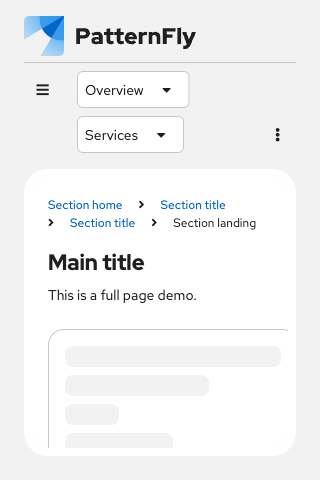 PatternFly
Overview
Services
Section home Section title
Section title Section landing
Main title
This is a full page demo.